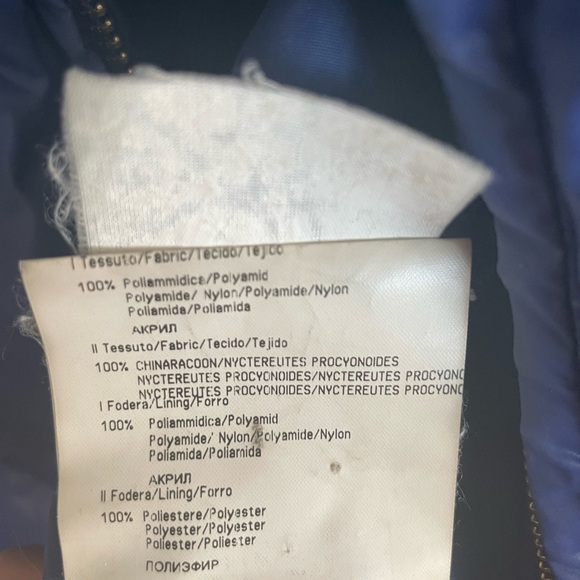 I Tessuto/Fabric/Tecido/Tejido
100% Poliammidica/Polyamid
Polyamide/ Nylon/Polyamide/Nylon
Poliamida/Poliamida
АКРИЛ
II Tessuto/Fabric/Tecido/Tejido
100% CHINARACOON/NYCTEREUTES PROCYONOIDES
NYCTEREUTES PROCYONOIDES/NYCTEREUTES PROCYONO
NYCTEREUTES PROCYONOIDES/NYCTEREUTES PROCYONO
I Fodera/Lining/Forro
100% Poliammidica/Polyamid
Polyamide/ Nylon/Polyamide/Nylon
Poliamida/Poliamida
АКРИЛ
II Fodera/Lining/Forro
100% Poliestere/Polyester
Polyester/Polyester
Poliester/Poliester
ПОЛИЭФИР